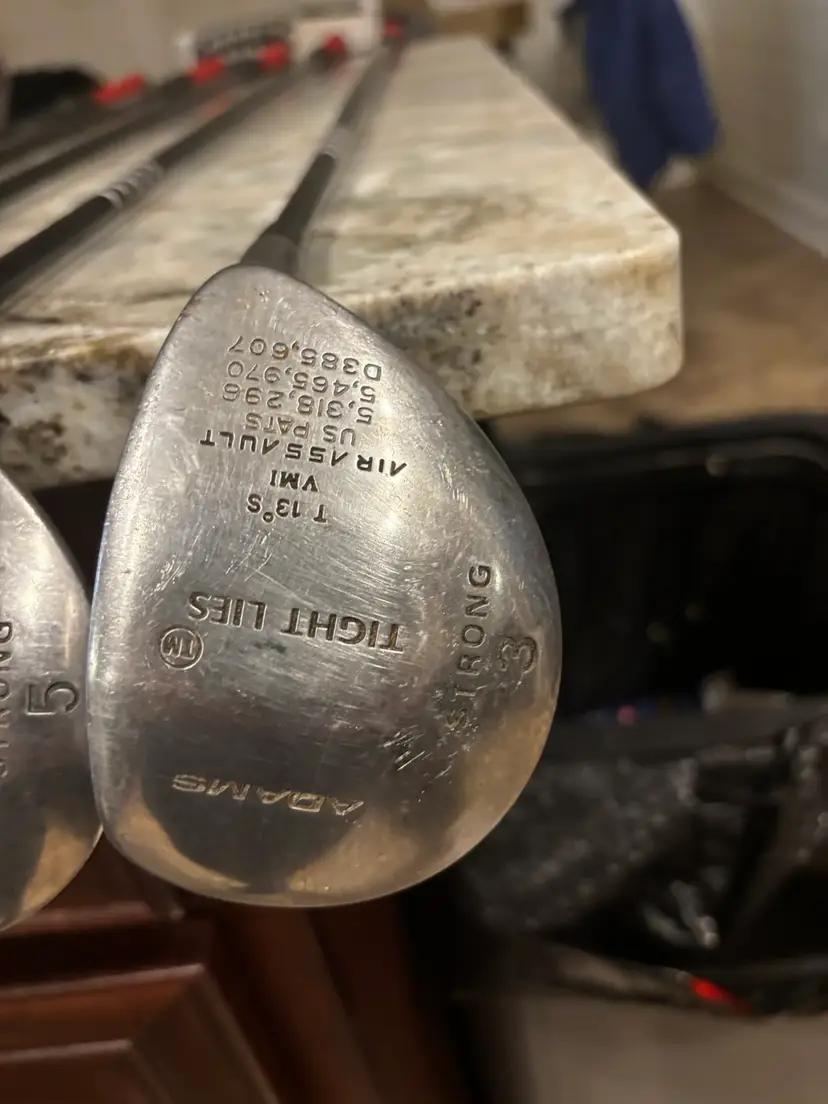 ADAMS
TIGHT LIES
TM
T 13°S
VMI
AIR ASSAULT
US PATS
5,318,296
5,465,970
D385,607
STRONG
3
STRONG
5